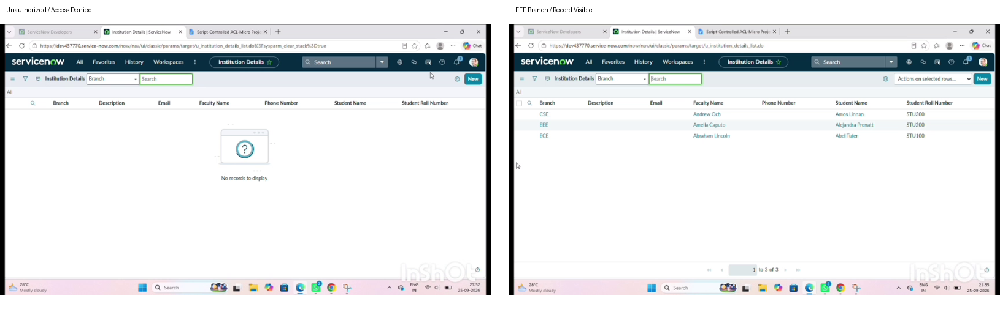 Unauthorized / Access Denied
ServiceNow Developers
Institution Details | ServiceNow
Script-Controlled ACL-Micro Proje
https://dev437770.service-now.com/now/nav/ui/classic/params/target/u_institution_details_list.do%3Fsysparm_clear_stack%3Dtrue
Chat
servicenow All Favorites History Workspaces Institution Details Search
Institution Details Branch Search New
All
Branch Description Email Faculty Name Phone Number Student Name Student Roll Number
No records to display
InShOt
28°C
Mostly cloudy
Search
ENG
IN
21:52
25-09-2026
EEE Branch / Record Visible
ServiceNow Developers
Institution Details | ServiceNow
Script-Controlled ACL-Micro Proje
https://dev437770.service-now.com/now/nav/ui/classic/params/target/u_institution_details_list.do
Chat
servicenow All Favorites History Workspaces Institution Details Search
Institution Details Branch Search Actions on selected rows... New
All
Branch Description Email Faculty Name Phone Number Student Name Student Roll Number
CSE Andrew Och Amos Linnan STU300
EEE Amelia Caputo Alejandra Prenatt STU200
ECE Abraham Lincoln Abel Tuter STU100
1 to 3 of 3
InShOt
28°C
Mostly cloudy
Search
ENG
IN
21:55
25-09-2026